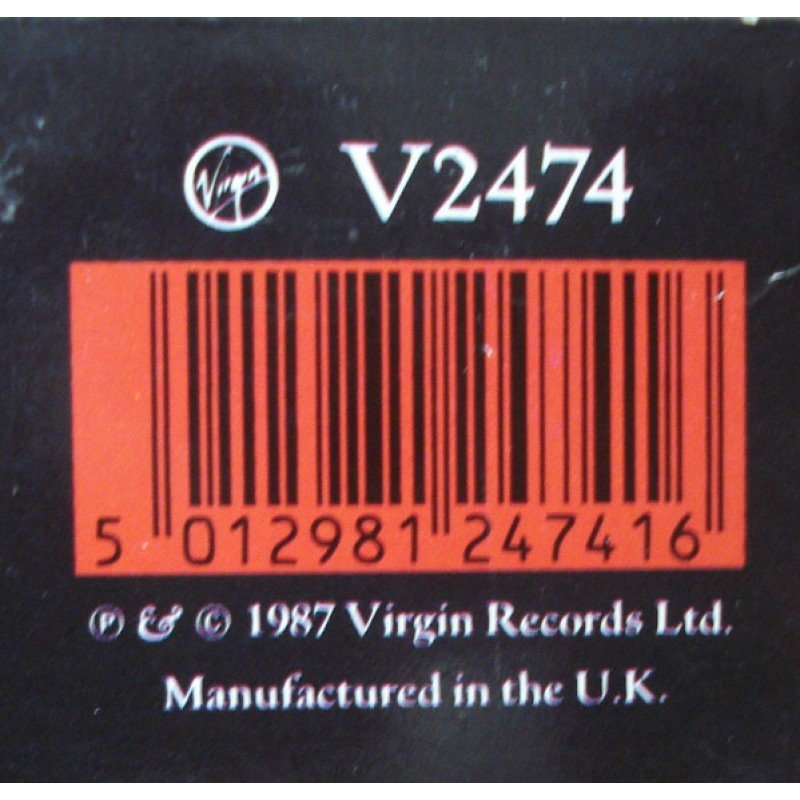 Virgin V2474
5 012981 247416
℗ & © 1987 Virgin Records Ltd.
Manufactured in the U.K.